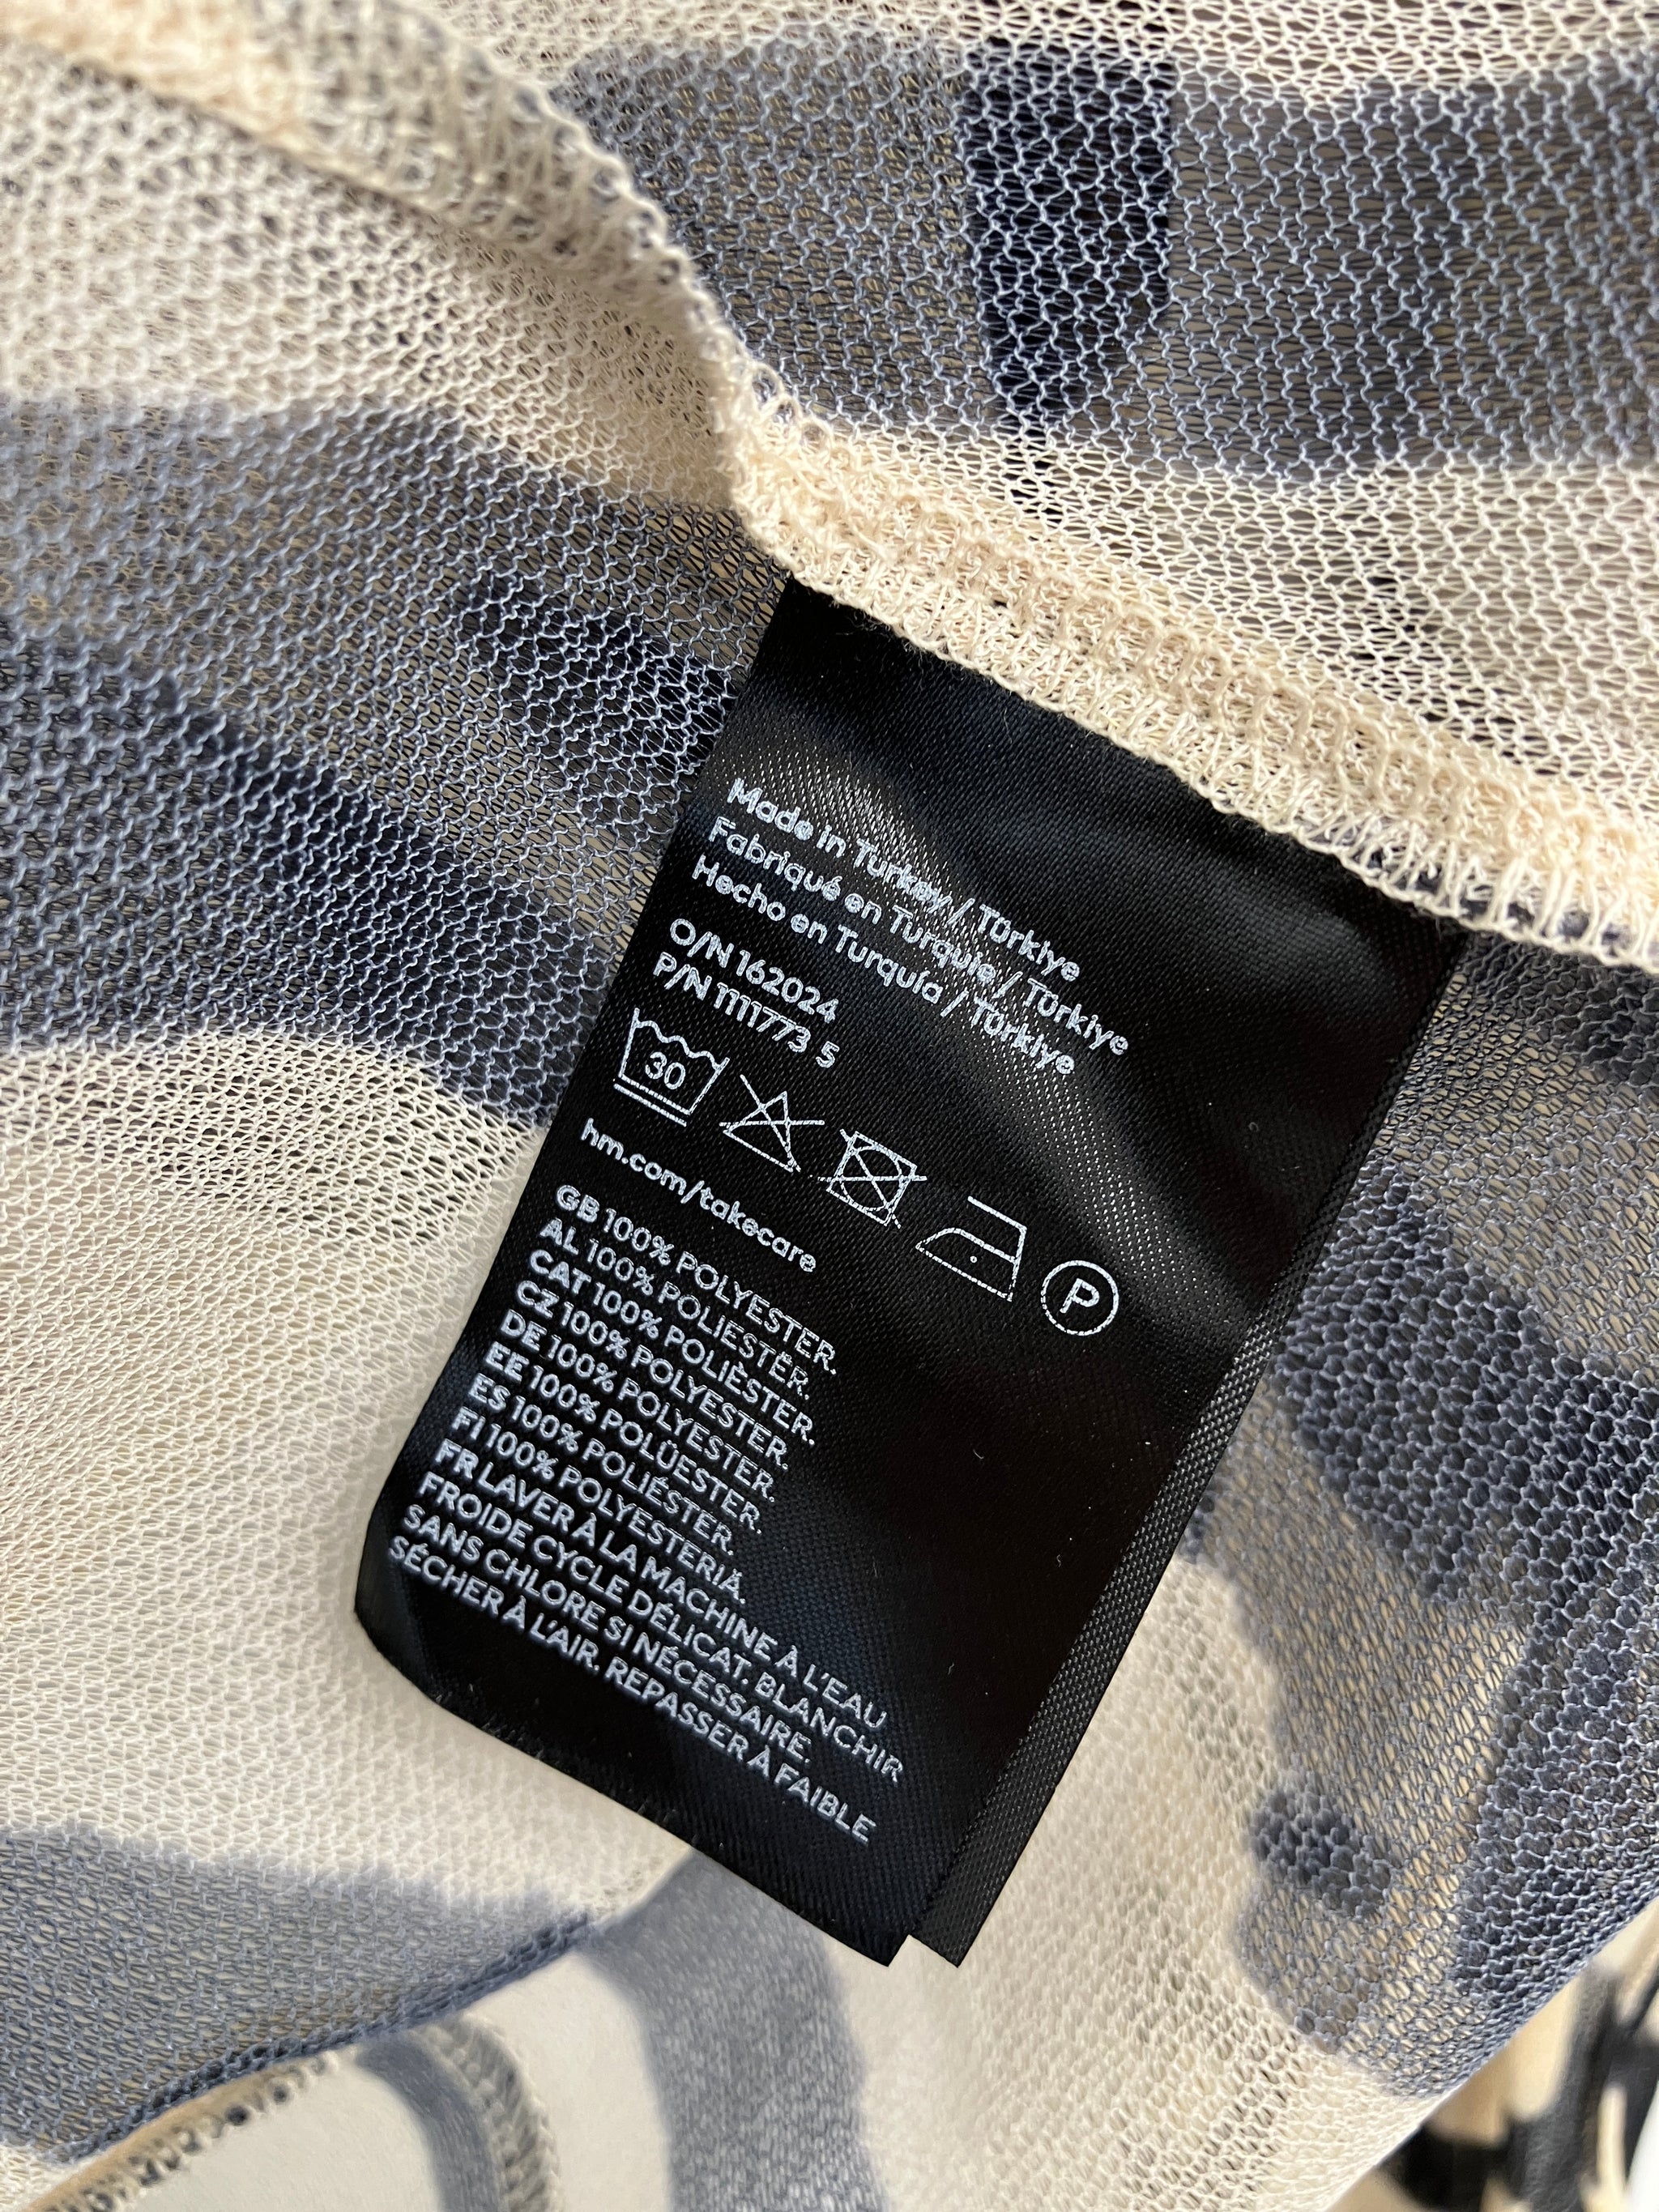 Made in Turkey / Türkiye
Fabriqué en Turquie / Türkiye
Hecho en Turquía / Türkiye
O/N 162024
P/N 1111773 5
30
P
hm.com/takecare
GB 100% POLYESTER.
AL 100% POLIESTËR.
CAT 100% POLIÈSTER.
CZ 100% POLYESTER.
DE 100% POLYESTER.
EE 100% POLÜESTER.
ES 100% POLIÉSTER.
FI 100% POLYESTERIÄ.
FR LAVER À LA MACHINE À L'EAU
FROIDE CYCLE DÉLICAT. BLANCHIR
SANS CHLORE SI NÉCESSAIRE.
SÉCHER À L'AIR. REPASSER À FAIBLE